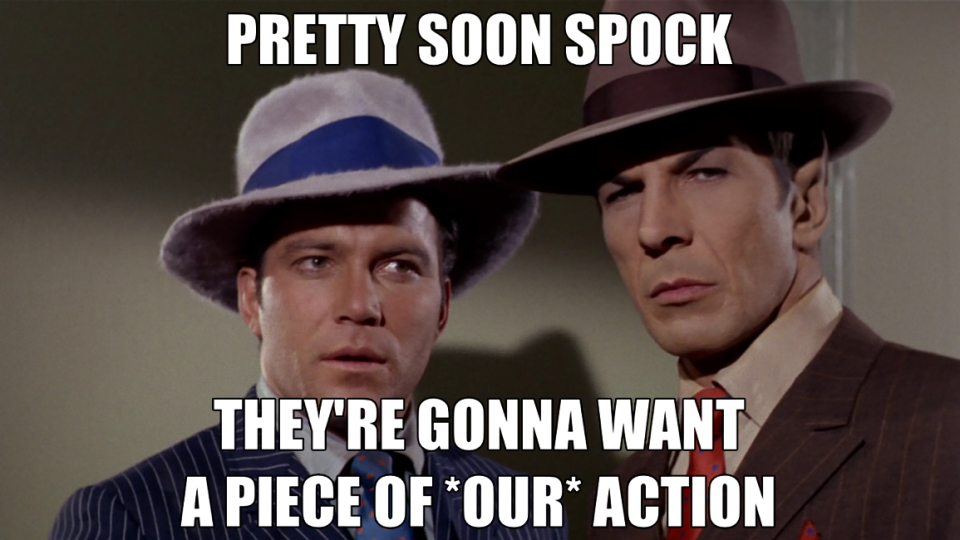 PRETTY SOON SPOCK
THEY'RE GONNA WANT
A PIECE OF *OUR* ACTION